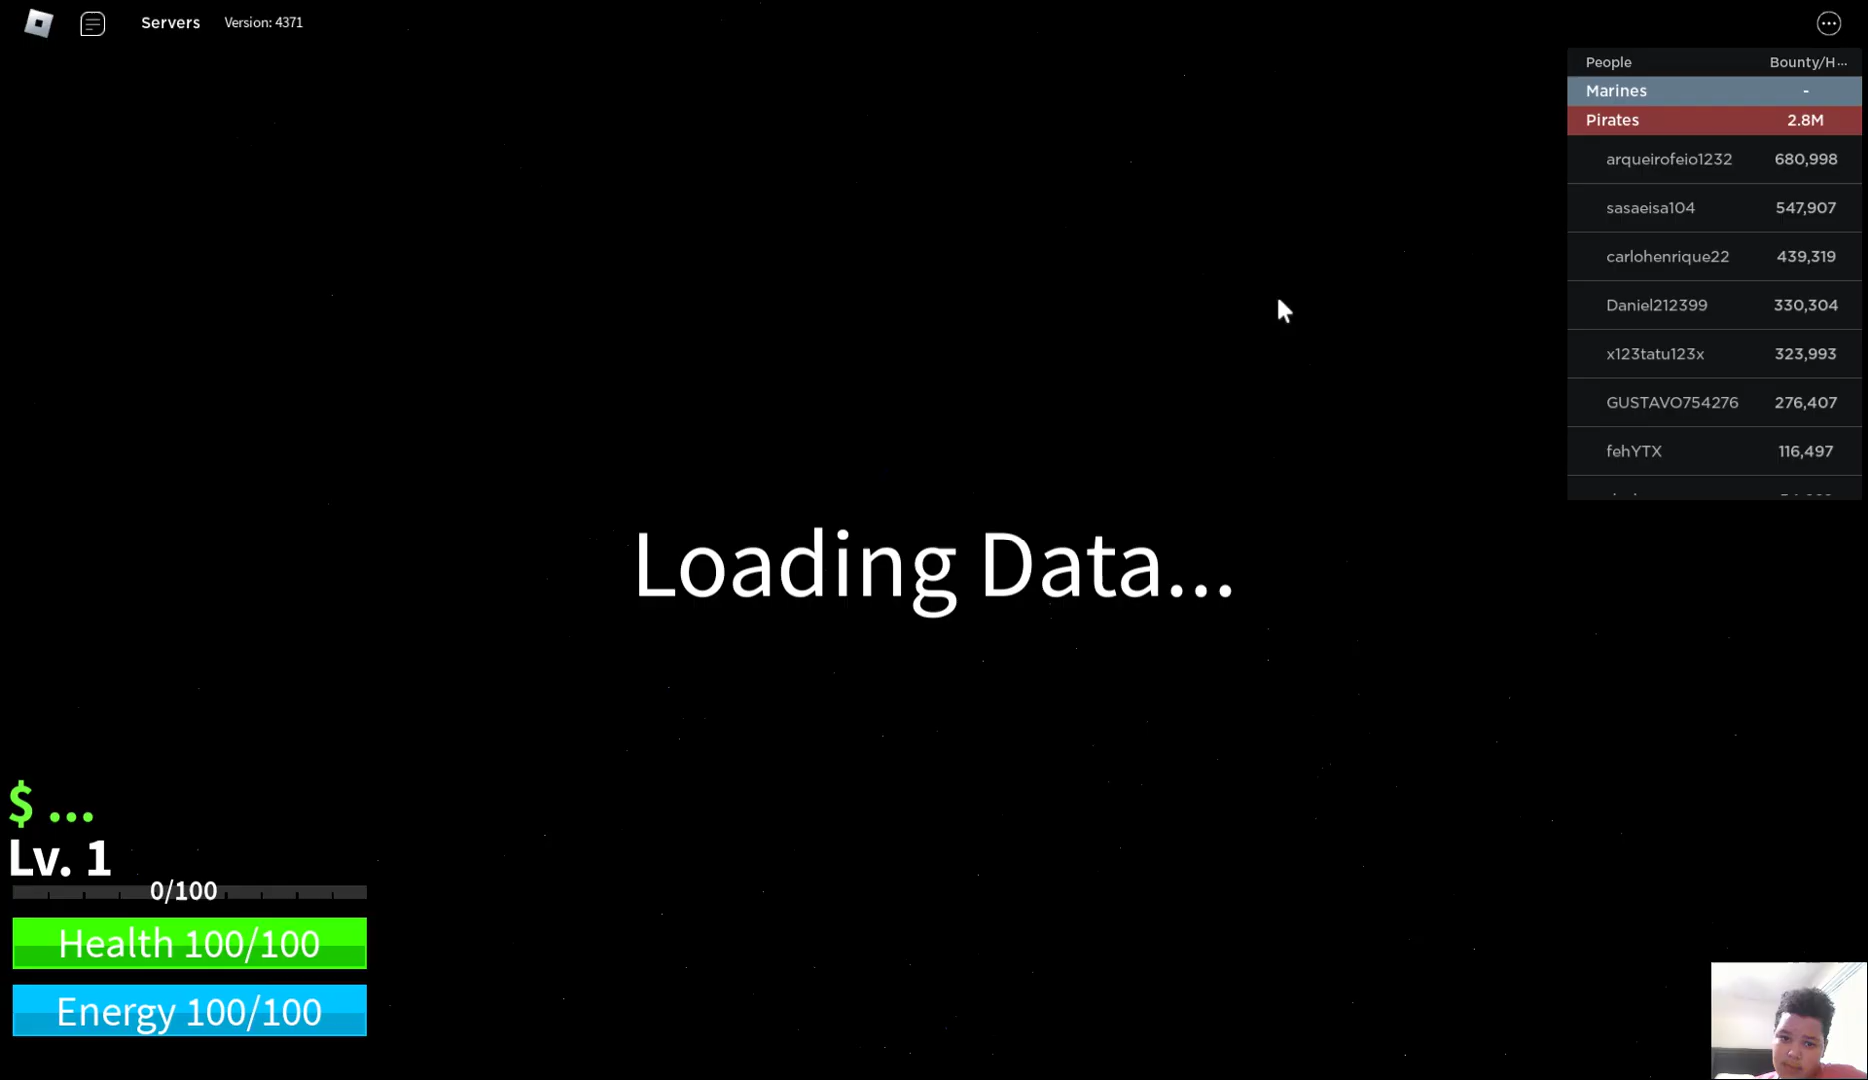 Servers
Version: 4371
People Bounty/H...
Marines -
Pirates 2.8M
arqueirofeio1232 680,998
sasaeisa104 547,907
carlohenrique22 439,319
Daniel212399 330,304
x123tatu123x 323,993
GUSTAVO754276 276,407
fehYTX 116,497
Loading Data...
$ ...
Lv. 1
0/100
Health 100/100
Energy 100/100